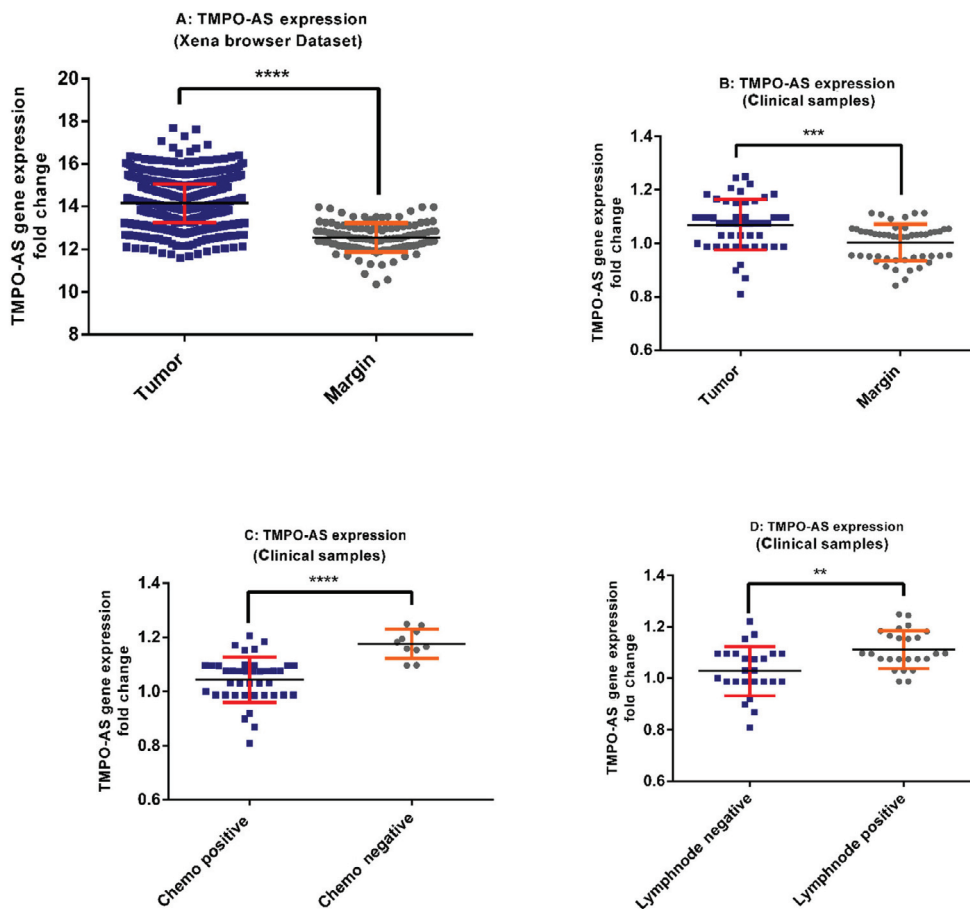 A: TMPO-AS expression
(Xena browser Dataset)
****
TMPO-AS gene expression
fold change
20
18
16
14
12
10
8
Tumor
Margin
B: TMPO-AS expression
(Clinical samples)
***
TMPO-AS gene expression
fold change
1.4
1.2
1.0
0.8
0.6
Tumor
Margin
C: TMPO-AS expression
(Clinical samples)
****
TMPO-AS gene expression
fold change
1.4
1.2
1.0
0.8
0.6
Chemo positive
Chemo negative
D: TMPO-AS expression
(Clinical samples)
**
TMPO-AS gene expression
fold change
1.4
1.2
1.0
0.8
0.6
Lymphnode negative
Lymphnode positive